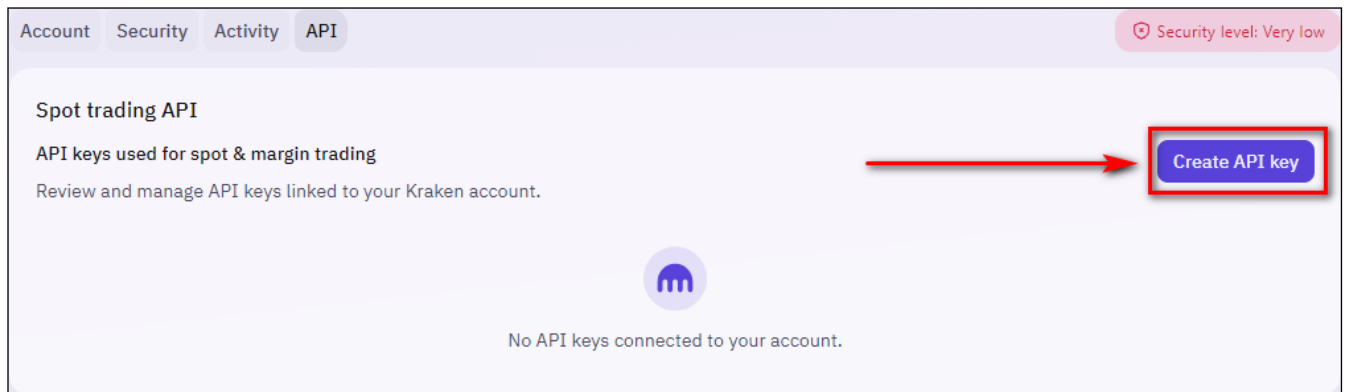 Account Security Activity API Security level: Very low
Spot trading API
API keys used for spot & margin trading
Create API key
Review and manage API keys linked to your Kraken account.
No API keys connected to your account.